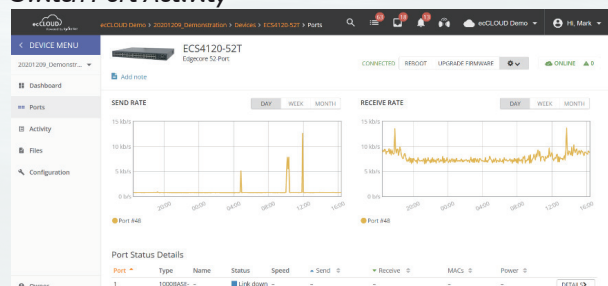 Switch Port Activity
ecCLOUD
ecCLOUD Demo > 20201209_Demonstration > Devices > ECS4120-52T > Ports
ecCLOUD Demo
Hi, Mark
< DEVICE MENU
20201209_Demonstr...
Dashboard
Ports
Activity
Files
Configuration
ECS4120-52T
Edgecore 52-Port
Add note
CONNECTED REBOOT UPGRADE FIRMWARE ONLINE 0
SEND RATE DAY WEEK MONTH
15 kb/s
10 kb/s
5 kb/s
0 b/s
20:00 00:00 04:00 08:00 12:00 16:00
Port #48
RECEIVE RATE DAY WEEK MONTH
15 kb/s
10 kb/s
5 kb/s
0 b/s
20:00 00:00 04:00 08:00 12:00 16:00
Port #48
Port Status Details
Port Type Name Status Speed Send Receive MACs Power
1 1000BASE- – Link down – – – – – DETAILS